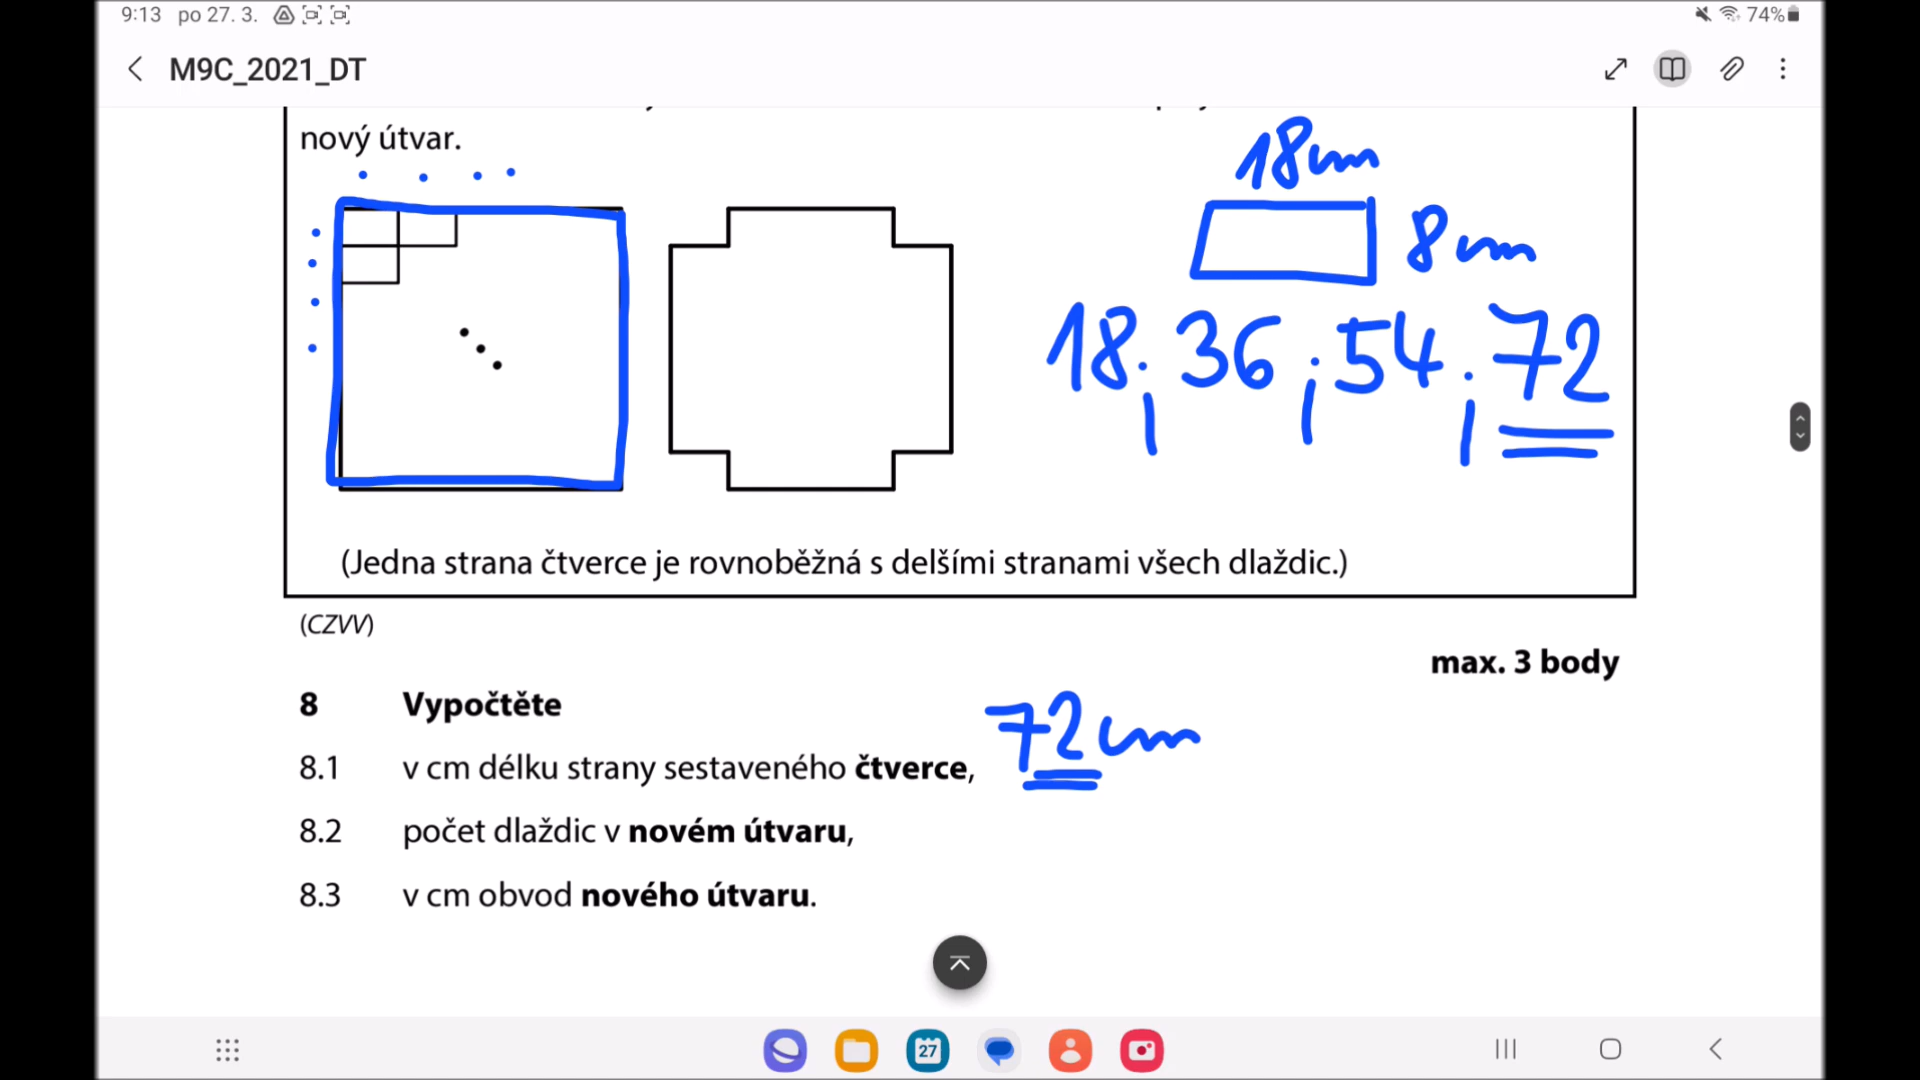 9:13 po 27. 3. 74%
M9C_2021_DT
nový útvar.
18cm
8cm
18; 36; 54; 72
(Jedna strana čtverce je rovnoběžná s delšími stranami všech dlaždic.)
(CZVV)
max. 3 body
8 Vypočtěte
72cm
8.1 v cm délku strany sestaveného čtverce,
8.2 počet dlaždic v novém útvaru,
8.3 v cm obvod nového útvaru.
27